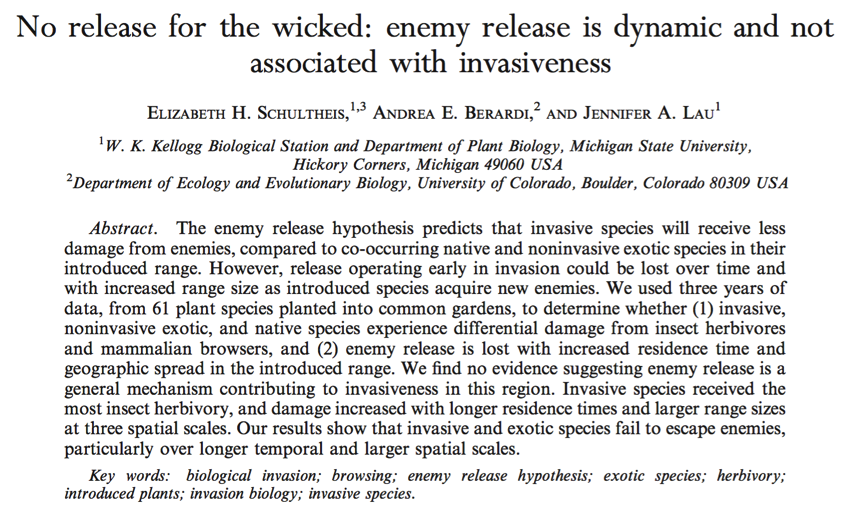 No release for the wicked: enemy release is dynamic and not
associated with invasiveness
ELIZABETH H. SCHULTHEIS,1,3 ANDREA E. BERARDI,2 AND JENNIFER A. LAU1
1W. K. Kellogg Biological Station and Department of Plant Biology, Michigan State University,
Hickory Corners, Michigan 49060 USA
2Department of Ecology and Evolutionary Biology, University of Colorado, Boulder, Colorado 80309 USA
Abstract. The enemy release hypothesis predicts that invasive species will receive less
damage from enemies, compared to co-occurring native and noninvasive exotic species in their
introduced range. However, release operating early in invasion could be lost over time and
with increased range size as introduced species acquire new enemies. We used three years of
data, from 61 plant species planted into common gardens, to determine whether (1) invasive,
noninvasive exotic, and native species experience differential damage from insect herbivores
and mammalian browsers, and (2) enemy release is lost with increased residence time and
geographic spread in the introduced range. We find no evidence suggesting enemy release is a
general mechanism contributing to invasiveness in this region. Invasive species received the
most insect herbivory, and damage increased with longer residence times and larger range sizes
at three spatial scales. Our results show that invasive and exotic species fail to escape enemies,
particularly over longer temporal and larger spatial scales.
Key words: biological invasion; browsing; enemy release hypothesis; exotic species; herbivory;
introduced plants; invasion biology; invasive species.